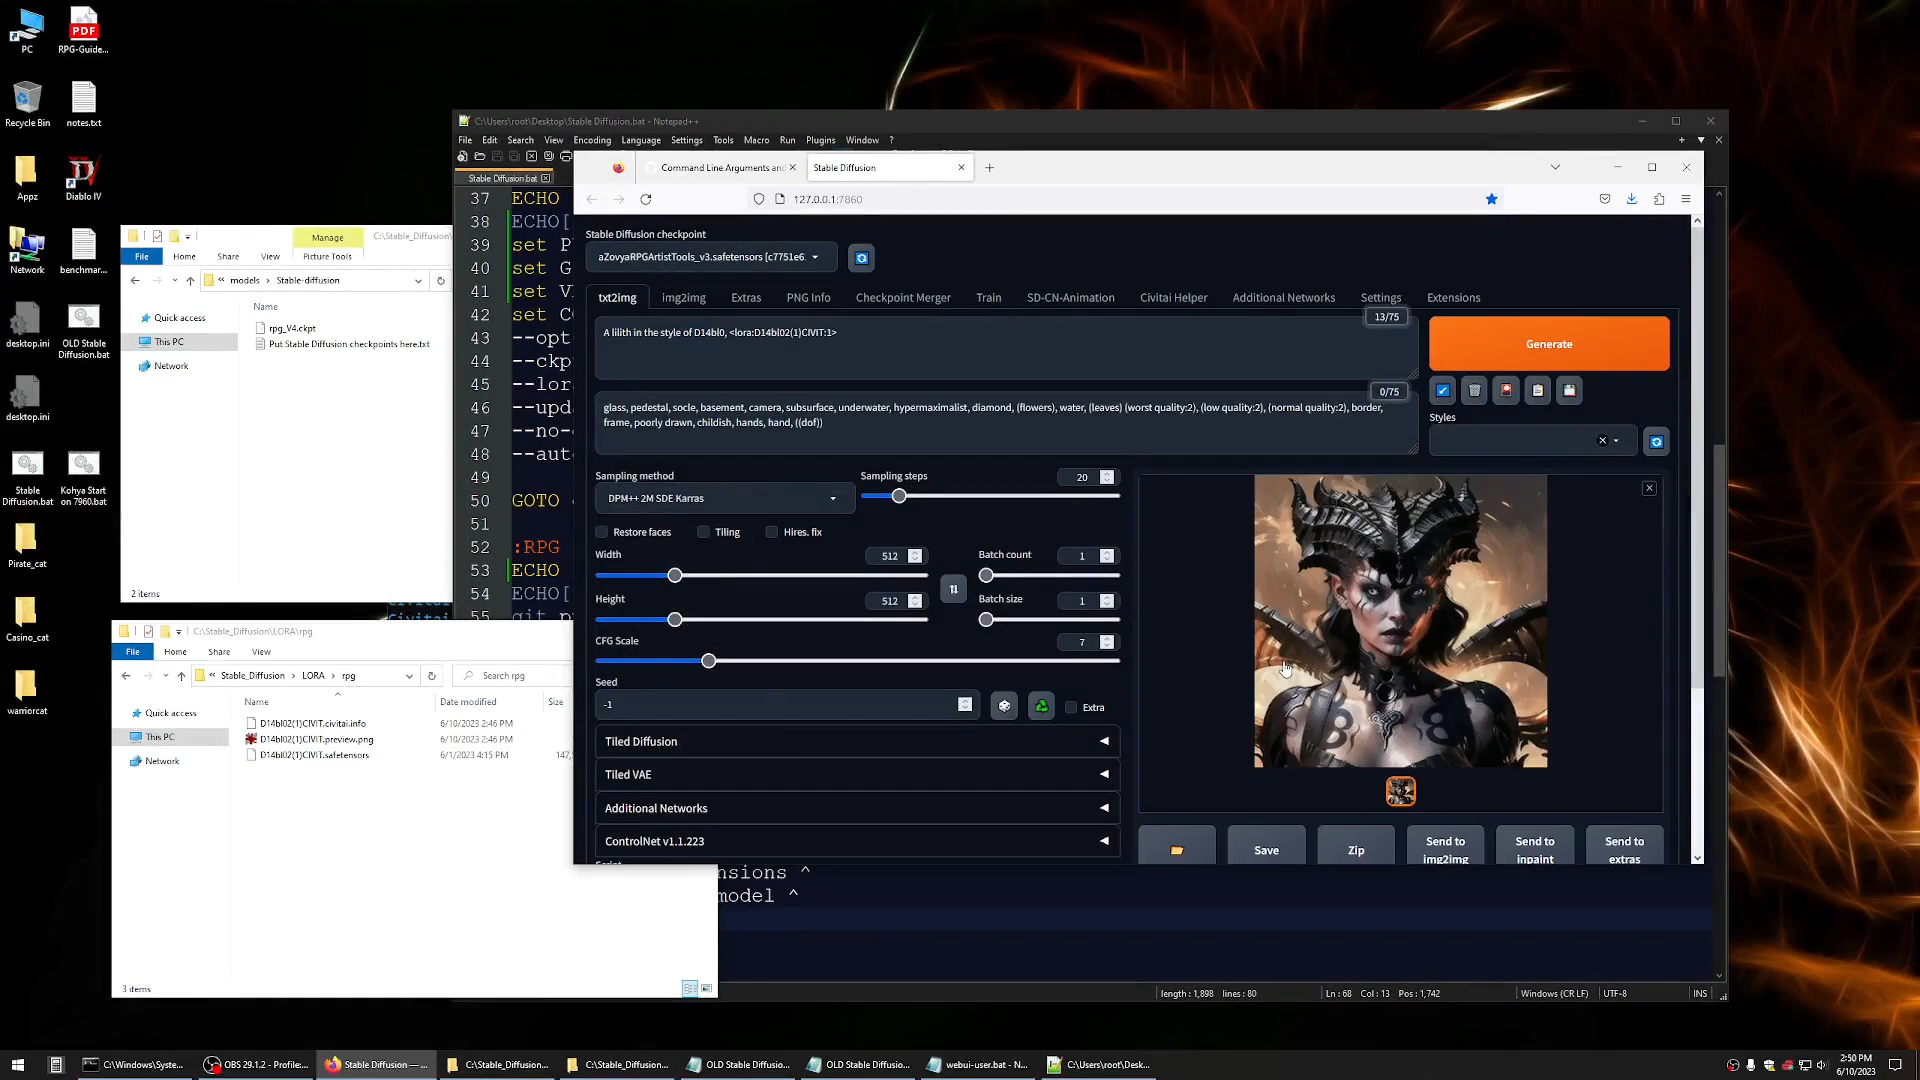 PC
RPG-Guide...
Recycle Bin
notes.txt
Appz
Diablo IV
Network
benchmar...
desktop.ini
OLD Stable
Diffusion.bat
desktop.ini
Stable
Diffusion.bat
Kohya Start
on 7960.bat
Pirate_cat
Casino_cat
warriorcat
Manage
C:\Stable_Diffusion\
File
Home
Share
View
Picture Tools
models
Stable-diffusion
Name
Quick access
This PC
Network
rpg_V4.ckpt
Put Stable Diffusion checkpoints here.txt
2 items
C:\Stable_Diffusion\LORA\rpg
File
Home
Share
View
Stable_Diffusion
LORA
rpg
Search rpg
Name
Date modified
Size
Quick access
This PC
Network
D14bl02(1)CIVIT.civitai.info
6/10/2023 2:46 PM
D14bl02(1)CIVIT.preview.png
6/10/2023 2:46 PM
D14bl02(1)CIVIT.safetensors
6/1/2023 4:15 PM
147,
3 items
C:\Users\root\Desktop\Stable Diffusion.bat - Notepad++
File Edit Search View Encoding Language Settings Tools Macro Run Plugins Window ?
Stable Diffusion.bat
37 ECHO
38 ECHO[
39 set P
40 set G
41 set V
42 set C
43 --opt
44 --ckp
45 --lor
46 --upd
47 --no-
48 --aut
49
50 GOTO
51
52 :RPG
53 ECHO
54 ECHO[
55 git p
nsions ^
model ^
length : 1,898 lines : 80
Ln : 68 Col : 13 Pos : 1,742
Windows (CR LF)
UTF-8
INS
Command Line Arguments and
Stable Diffusion
127.0.0.1:7860
Stable Diffusion checkpoint
aZovyaRPGArtistTools_v3.safetensors [c7751e6
txt2img
img2img
Extras
PNG Info
Checkpoint Merger
Train
SD-CN-Animation
Civitai Helper
Additional Networks
Settings
Extensions
13/75
A lilith in the style of D14bl0, <lora:D14bl02(1)CIVIT:1>
Generate
0/75
glass, pedestal, socle, basement, camera, subsurface, underwater, hypermaximalist, diamond, (flowers), water, (leaves) (worst quality:2), (low quality:2), (normal quality:2), border,
frame, poorly drawn, childish, hands, hand, ((dof))
Styles
Sampling method
DPM++ 2M SDE Karras
Sampling steps
20
Restore faces
Tiling
Hires. fix
Width
512
Batch count
1
Height
512
Batch size
1
CFG Scale
7
Seed
-1
Extra
Tiled Diffusion
Tiled VAE
Additional Networks
ControlNet v1.1.223
Save
Zip
Send to
img2img
Send to
inpaint
Send to
extras
C:\Windows\Syste...
OBS 29.1.2 - Profile:...
Stable Diffusion — ...
C:\Stable_Diffusion...
C:\Stable_Diffusion...
OLD Stable Diffusio...
OLD Stable Diffusio...
webui-user.bat - N...
C:\Users\root\Desk...
2:50 PM
6/10/2023